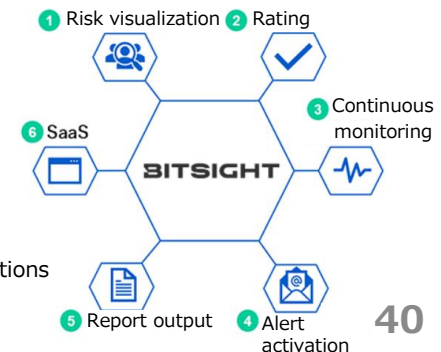 1 Risk visualization
2 Rating
3 Continuous
monitoring
6 SaaS
BITSIGHT
tions
5 Report output
4 Alert
activation
40